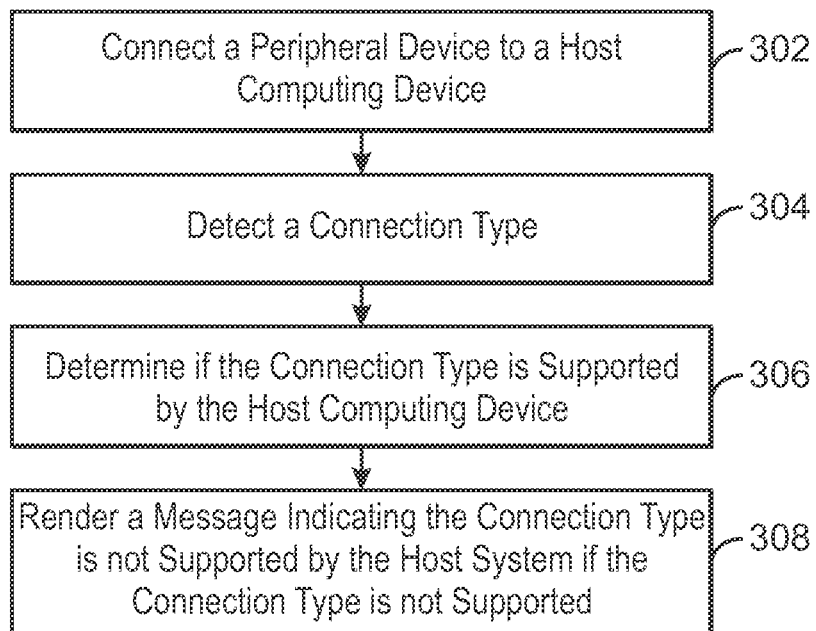 Connect a Peripheral Device to a Host
Computing Device
302
Detect a Connection Type
304
Determine if the Connection Type is Supported
by the Host Computing Device
306
Render a Message Indicating the Connection Type
is not Supported by the Host System if the
Connection Type is not Supported
308